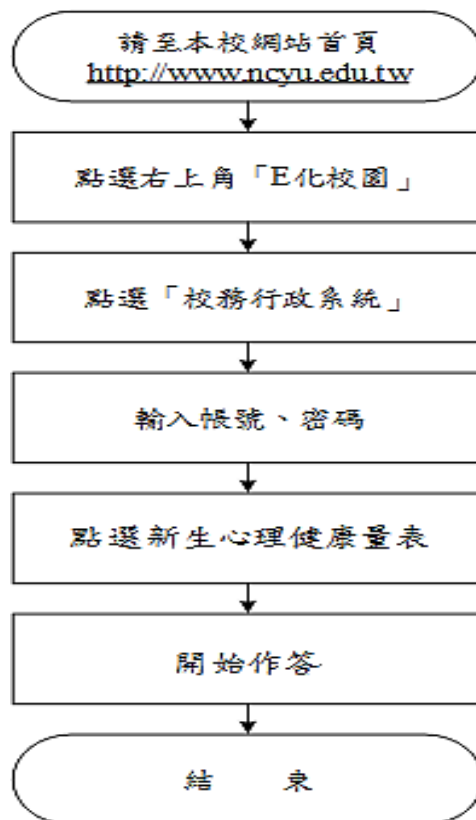 請至本校網站首頁
http://www.ncyu.edu.tw
點選右上角「E化校園」
點選「校務行政系統」
輸入帳號、密碼
點選新生心理健康量表
開始作答
結 束